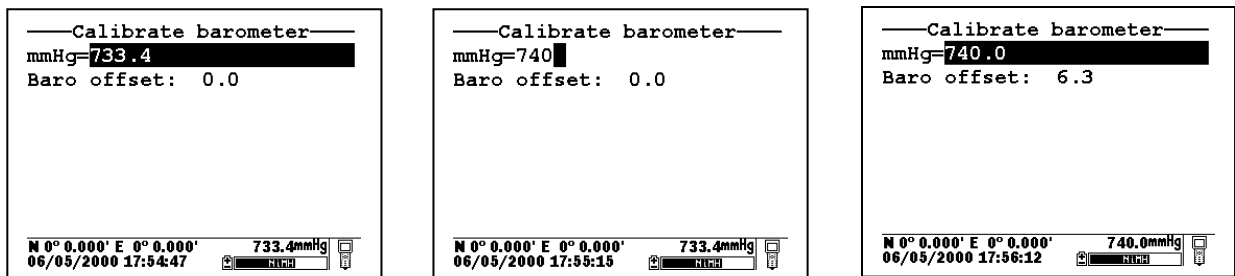 Calibrate barometer
mmHg=733.4
Baro offset: 0.0
N 0° 0.000' E 0° 0.000' 733.4mmHg
06/05/2000 17:54:47 NiMH
Calibrate barometer
mmHg=740
Baro offset: 0.0
N 0° 0.000' E 0° 0.000' 733.4mmHg
06/05/2000 17:55:15 NiMH
Calibrate barometer
mmHg=740.0
Baro offset: 6.3
N 0° 0.000' E 0° 0.000' 740.0mmHg
06/05/2000 17:56:12 NiMH